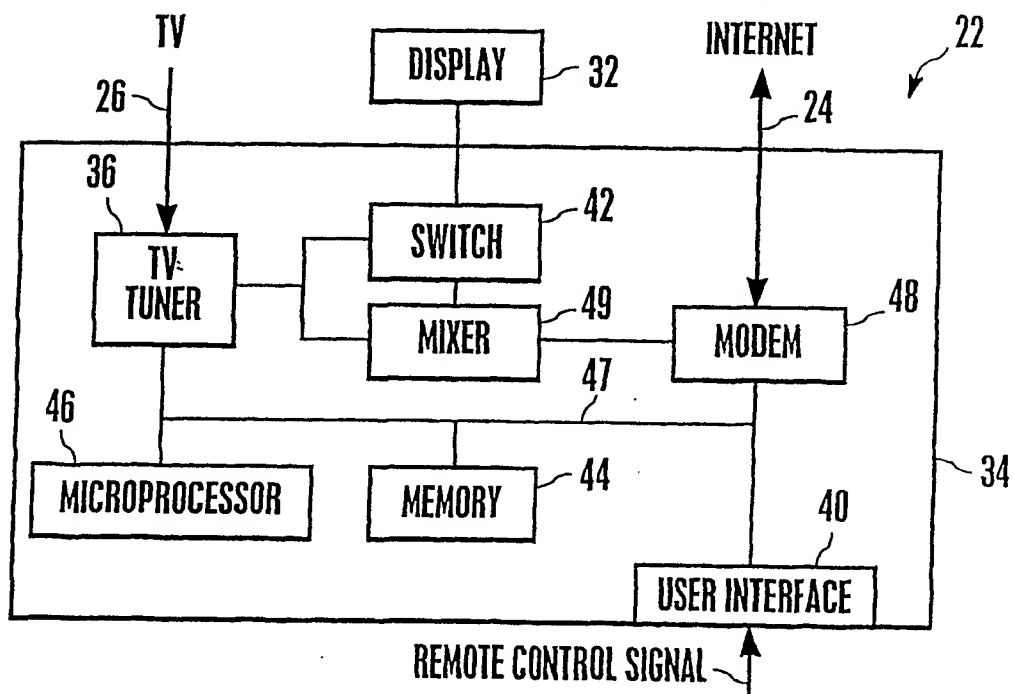 TV
INTERNET
22
DISPLAY
32
26
24
36
42
SWITCH
TV
TUNER
49
48
MIXER
MODEM
47
46
MICROPROCESSOR
MEMORY
44
34
40
USER INTERFACE
REMOTE CONTROL SIGNAL